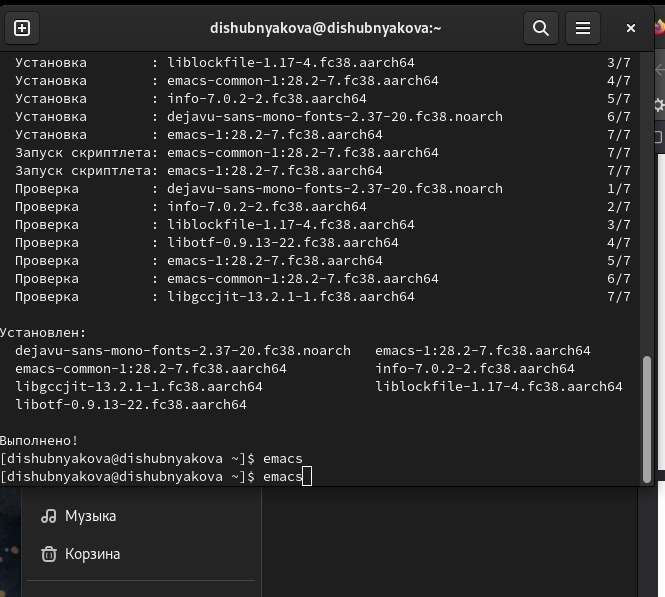 dishubnyakova@dishubnyakova:~
Установка : liblockfile-1.17-4.fc38.aarch64 3/7
Установка : emacs-common-1:28.2-7.fc38.aarch64 4/7
Установка : info-7.0.2-2.fc38.aarch64 5/7
Установка : dejavu-sans-mono-fonts-2.37-20.fc38.noarch 6/7
Установка : emacs-1:28.2-7.fc38.aarch64 7/7
Запуск скриптлета: emacs-common-1:28.2-7.fc38.aarch64 7/7
Запуск скриптлета: emacs-1:28.2-7.fc38.aarch64 7/7
Проверка : dejavu-sans-mono-fonts-2.37-20.fc38.noarch 1/7
Проверка : info-7.0.2-2.fc38.aarch64 2/7
Проверка : liblockfile-1.17-4.fc38.aarch64 3/7
Проверка : libotf-0.9.13-22.fc38.aarch64 4/7
Проверка : emacs-1:28.2-7.fc38.aarch64 5/7
Проверка : emacs-common-1:28.2-7.fc38.aarch64 6/7
Проверка : libgccjit-13.2.1-1.fc38.aarch64 7/7
Установлен:
dejavu-sans-mono-fonts-2.37-20.fc38.noarch emacs-1:28.2-7.fc38.aarch64
emacs-common-1:28.2-7.fc38.aarch64 info-7.0.2-2.fc38.aarch64
libgccjit-13.2.1-1.fc38.aarch64 liblockfile-1.17-4.fc38.aarch64
libotf-0.9.13-22.fc38.aarch64
Выполнено!
[dishubnyakova@dishubnyakova ~]$ emacs
[dishubnyakova@dishubnyakova ~]$ emacs
Музыка
Корзина